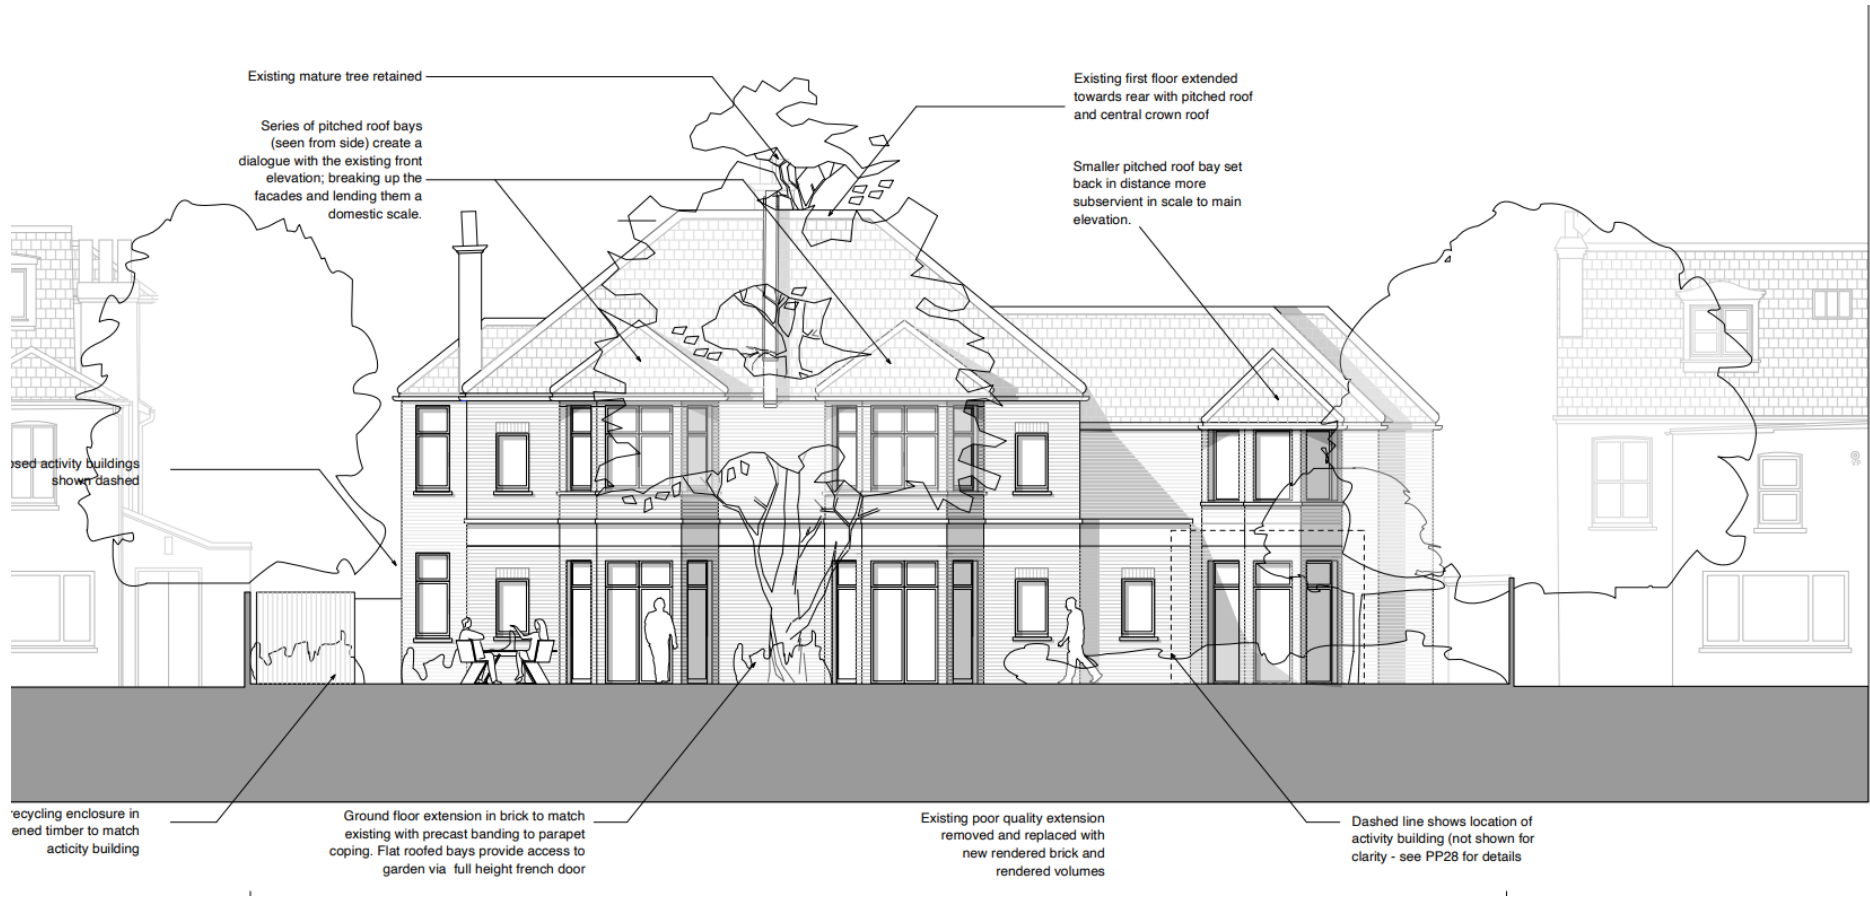 Existing mature tree retained
Series of pitched roof bays
(seen from side) create a
dialogue with the existing front
elevation; breaking up the
facades and lending them a
domestic scale.
Existing first floor extended
towards rear with pitched roof
and central crown roof
Smaller pitched roof bay set
back in distance more
subservient in scale to main
elevation.
activity buildings
shown dashed
recycling enclosure in
timber to match
acticity building
Ground floor extension in brick to match
existing with precast banding to parapet
coping. Flat roofed bays provide access to
garden via full height french door
Existing poor quality extension
removed and replaced with
new rendered brick and
rendered volumes
Dashed line shows location of
activity building (not shown for
clarity - see PP28 for details